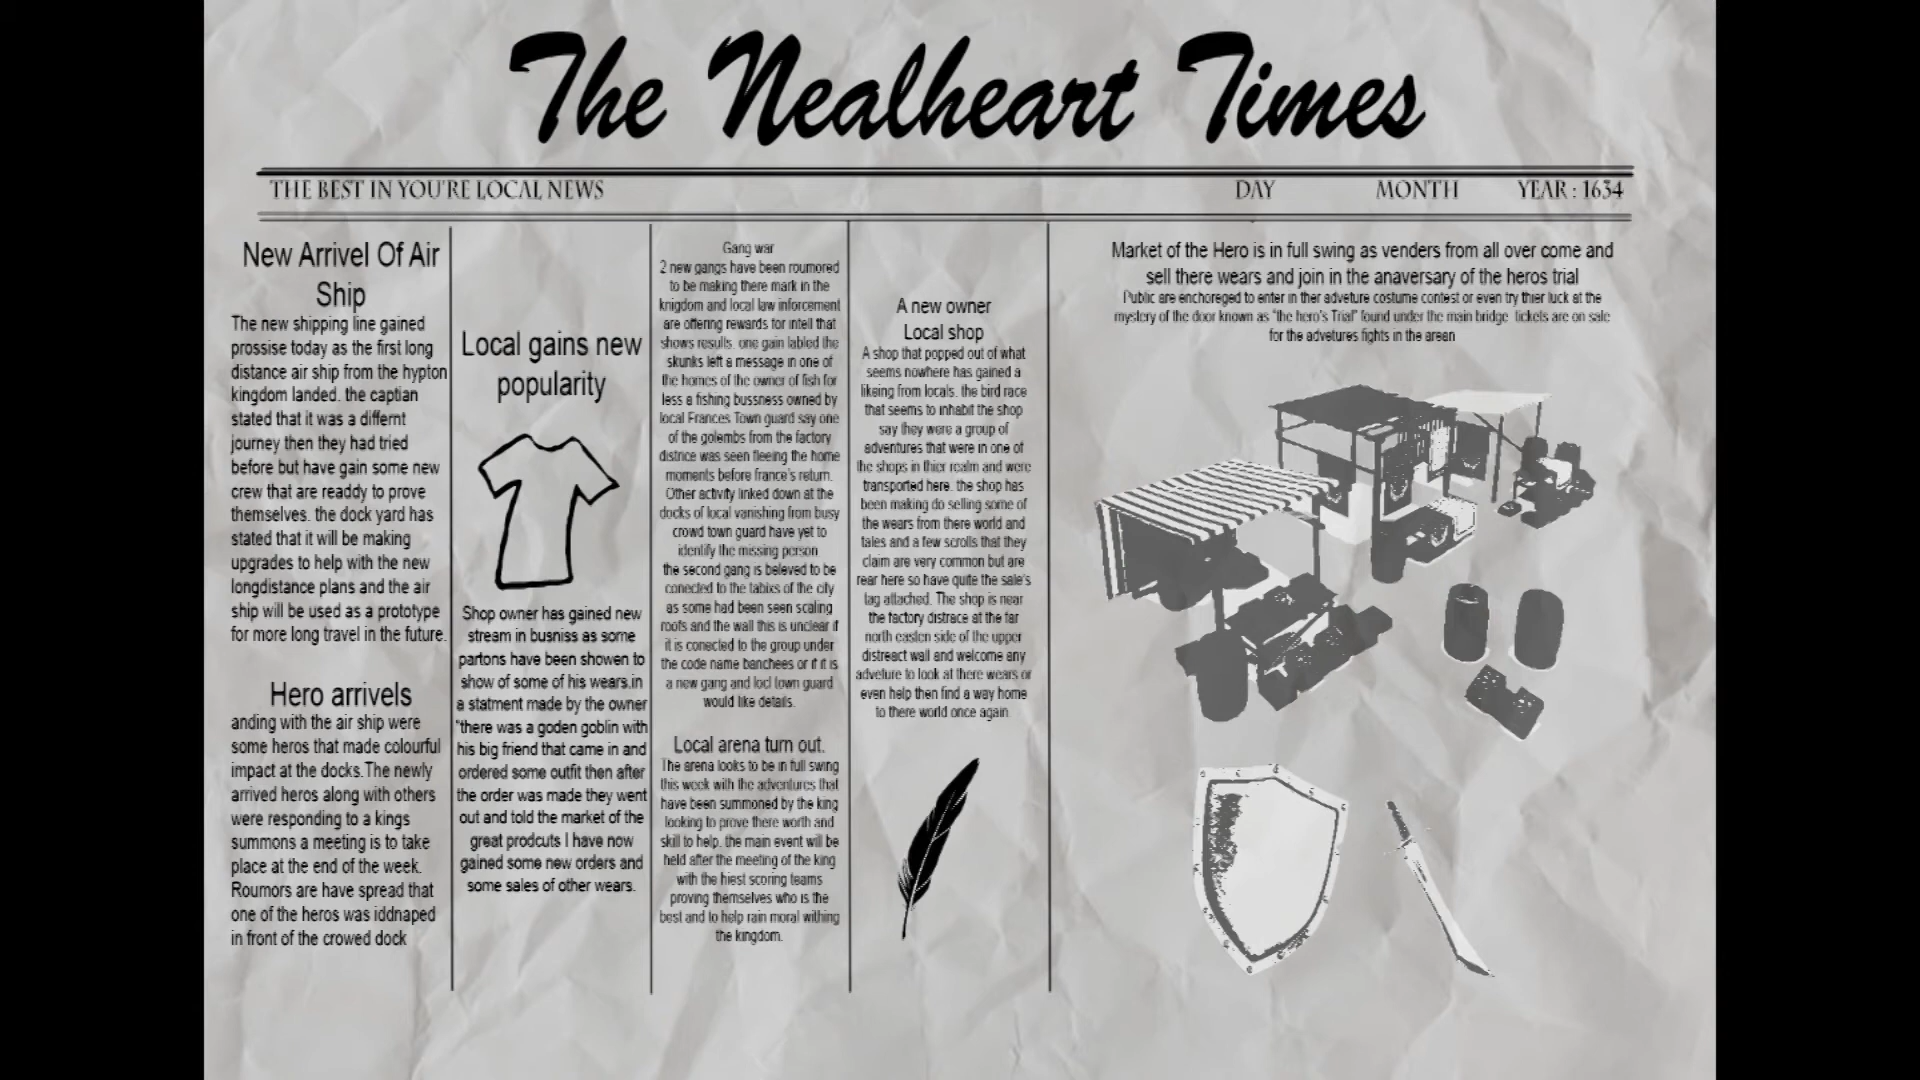 The Nealheart Times
THE BEST IN YOU'RE LOCAL NEWS
DAY MONTH YEAR : 1634
New Arrivel Of Air
Ship
The new shipping line gained
prossise today as the first long
distance air ship from the hypton
kingdom landed. the captian
stated that it was a differnt
journey then they had tried
before but have gain some new
crew that are readdy to prove
themselves. the dock yard has
stated that it will be making
upgrades to help with the new
longdistance plans and the air
ship will be used as a prototype
for more long travel in the future.
Hero arrivels
anding with the air ship were
some heros that made colourful
impact at the docks.The newly
arrived heros along with others
were responding to a kings
summons a meeting is to take
place at the end of the week.
Roumors are have spread that
one of the heros was iddnaped
in front of the crowed dock
Local gains new
popularity
Shop owner has gained new
stream in busniss as some
partons have been showen to
show of some of his wears.in
a statment made by the owner
"there was a goden goblin with
his big friend that came in and
ordered some outfit then after
the order was made they went
out and told the market of the
great prodcuts I have now
gained some new orders and
some sales of other wears.
Gang war
2 new gangs have been roumored
to be making there mark in the
knigdom and local law inforcement
are offering rewards for intell that
shows results. one gain labled the
skunks left a message in one of
the homes of the owner of fish for
less a fishing bussness owned by
local Frances Town guard say one
of the golembs from the factory
districe was seen fleeing the home
moments before france's return.
Other activity linked down at the
docks of local vanishing from busy
crowd town guard have yet to
identify the missing person
the second gang is beleved to be
conected to the tabixs of the city
as some had been seen scaling
roofs and the wall this is unclear if
it is conected to the group under
the code name banchees or if it is
a new gang and locl town guard
would like details.
Local arena turn out.
The arena looks to be in full swing
this week with the adventures that
have been summoned by the king
looking to prove there worth and
skill to help. the main event will be
held after the meeting of the king
with the hiest scoring teams
proving themselves who is the
best and to help rain moral withing
the kingdom.
A new owner
Local shop
A shop that popped out of what
seems nowhere has gained a
likeing from locals. the bird race
that seems to inhabit the shop
say they were a group of
adventures that were in one of
the shops in thier realm and were
transported here. the shop has
been making do selling some of
the wears from there world and
tales and a few scrolls that they
claim are very common but are
rear here so have quite the sale's
tag attached. The shop is near
the factory distrace at the far
north easten side of the upper
distreact wall and welcome any
adveture to look at there wears or
even help then find a way home
to there world once again.
Market of the Hero is in full swing as venders from all over come and
sell there wears and join in the anaversary of the heros trial
Public are enchoreged to enter in ther adveture costume contest or even try thier luck at the
mystery of the door known as "the hero's Trial" found under the main bridge tickets are on sale
for the advetures fights in the arean